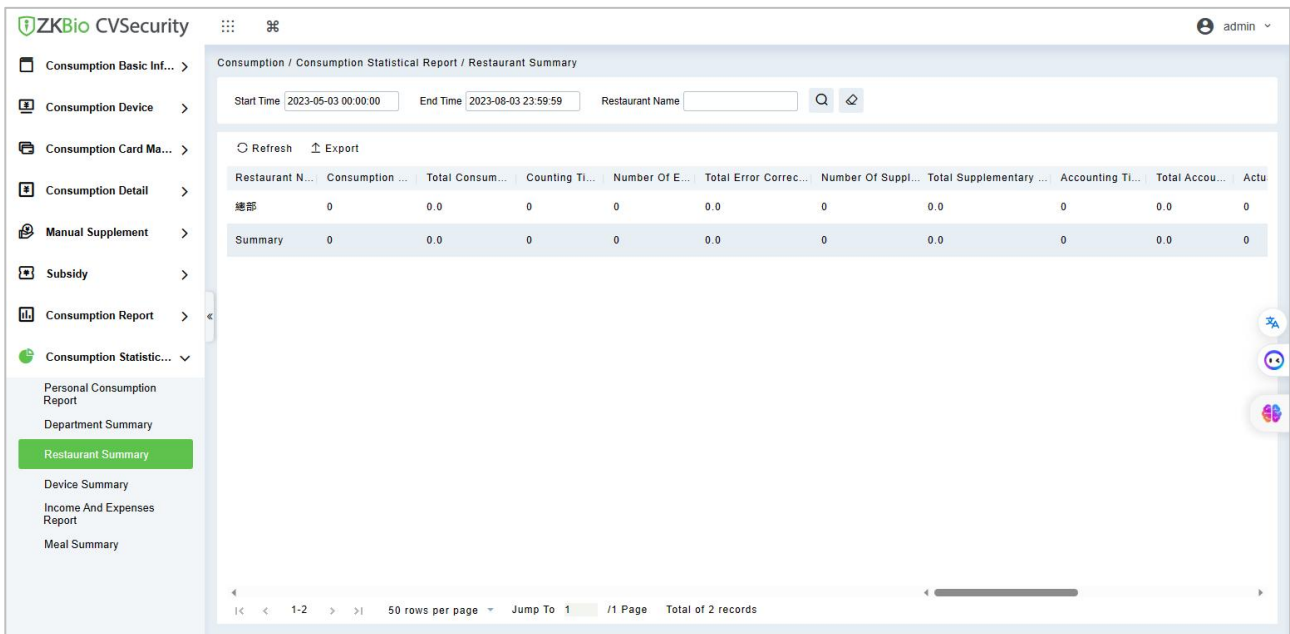 ZKBio CVSecurity
admin
Consumption Basic Inf...
Consumption Device
Consumption Card Ma...
Consumption Detail
Manual Supplement
Subsidy
Consumption Report
Consumption Statistic...
Personal Consumption
Report
Department Summary
Restaurant Summary
Device Summary
Income And Expenses
Report
Meal Summary
Consumption / Consumption Statistical Report / Restaurant Summary
Start Time 2023-05-03 00:00:00 End Time 2023-08-03 23:59:59 Restaurant Name
Refresh Export
Restaurant N... Consumption ... Total Consum... Counting Ti... Number Of E... Total Error Correc... Number Of Suppl... Total Supplementary ... Accounting Ti... Total Accou... Actu
總部 0 0.0 0 0 0.0 0 0.0 0 0.0 0
Summary 0 0.0 0 0 0.0 0 0.0 0 0.0 0
1-2 50 rows per page Jump To 1 /1 Page Total of 2 records